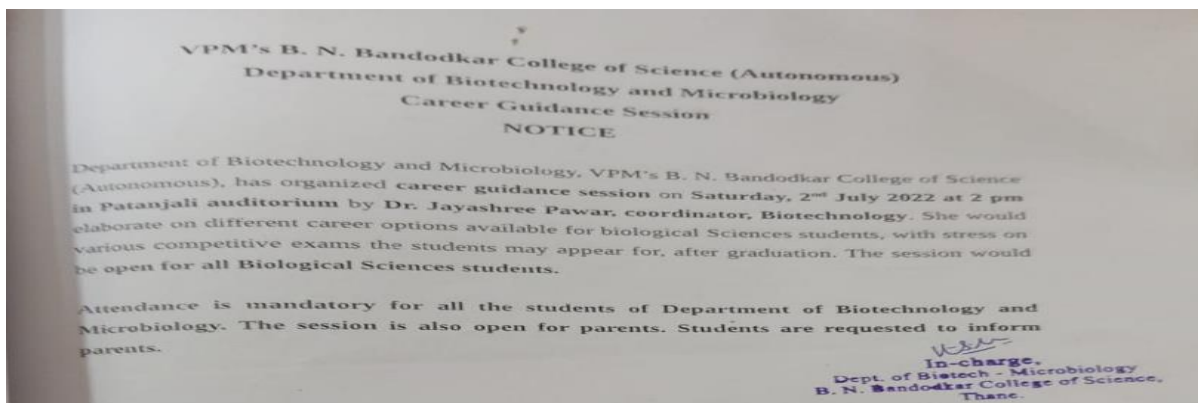 VPM's B. N. Bandodkar College of Science (Autonomous)
Department of Biotechnology and Microbiology
Career Guidance Session
NOTICE
Department of Biotechnology and Microbiology, VPM's B. N. Bandodkar College of Science
(Autonomous), has organized career guidance session on Saturday, 2nd July 2022 at 2 pm
in Patanjali auditorium by Dr. Jayashree Pawar, coordinator, Biotechnology. She would
elaborate on different career options available for biological Sciences students, with stress on
various competitive exams the students may appear for, after graduation. The session would
be open for all Biological Sciences students.
Attendance is mandatory for all the students of Department of Biotechnology and
Microbiology. The session is also open for parents. Students are requested to inform
parents.
In-charge,
Dept. of Biotech - Microbiology
B. N. Bandodkar College of Science,
Thane.